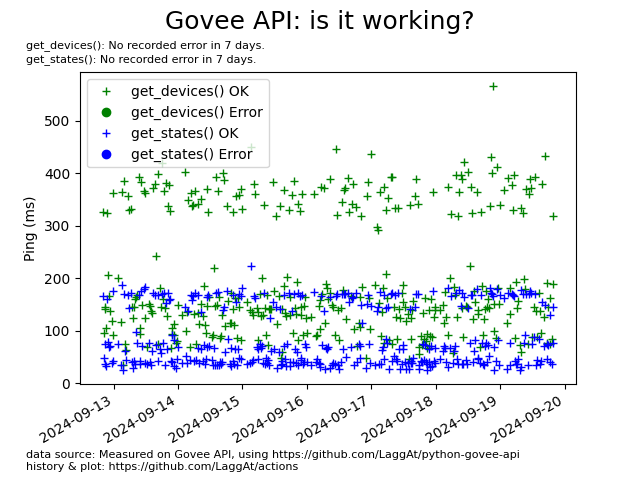 Govee API: is it working?
get_devices(): No recorded error in 7 days.
get_states(): No recorded error in 7 days.
get_devices() OK
get_devices() Error
get_states() OK
get_states() Error
Ping (ms)
500
400
300
200
100
0
2024-09-13
2024-09-14
2024-09-15
2024-09-16
2024-09-17
2024-09-18
2024-09-19
2024-09-20
data source: Measured on Govee API, using https://github.com/LaggAt/python-govee-api
history & plot: https://github.com/LaggAt/actions